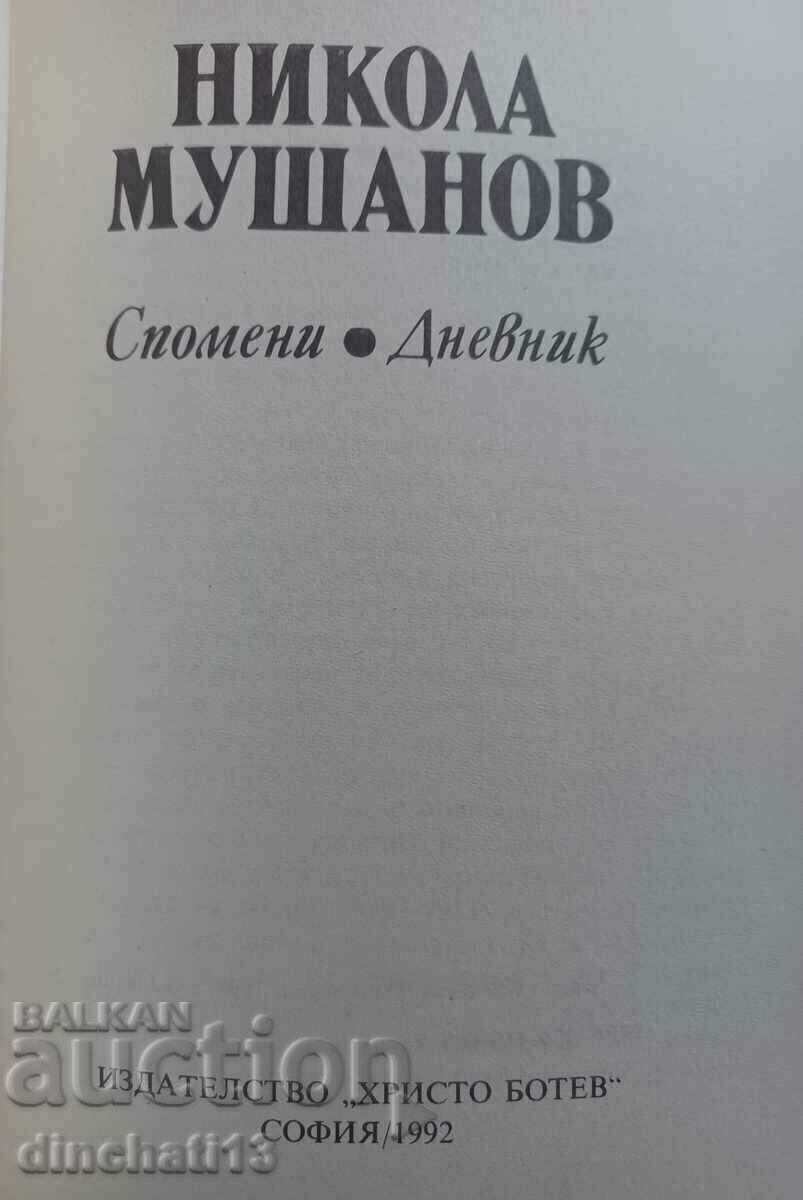 НИКОЛА
МУШАНОВ
Спомени • Дневник
ИЗДАТЕЛСТВО „ХРИСТО БОТЕВ“
СОФИЯ/1992
BALKAN
auction
dinchati13